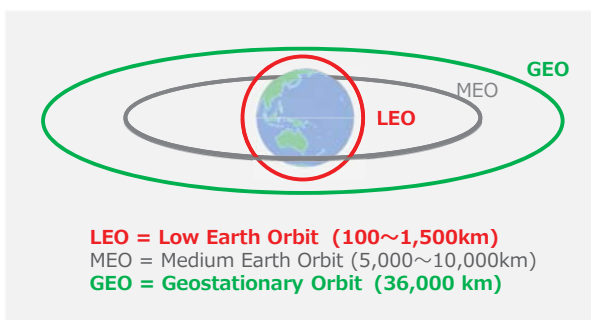 GEO
MEO
LEO
LEO = Low Earth Orbit (100～1,500km)
MEO = Medium Earth Orbit (5,000～10,000km)
GEO = Geostationary Orbit (36,000 km)